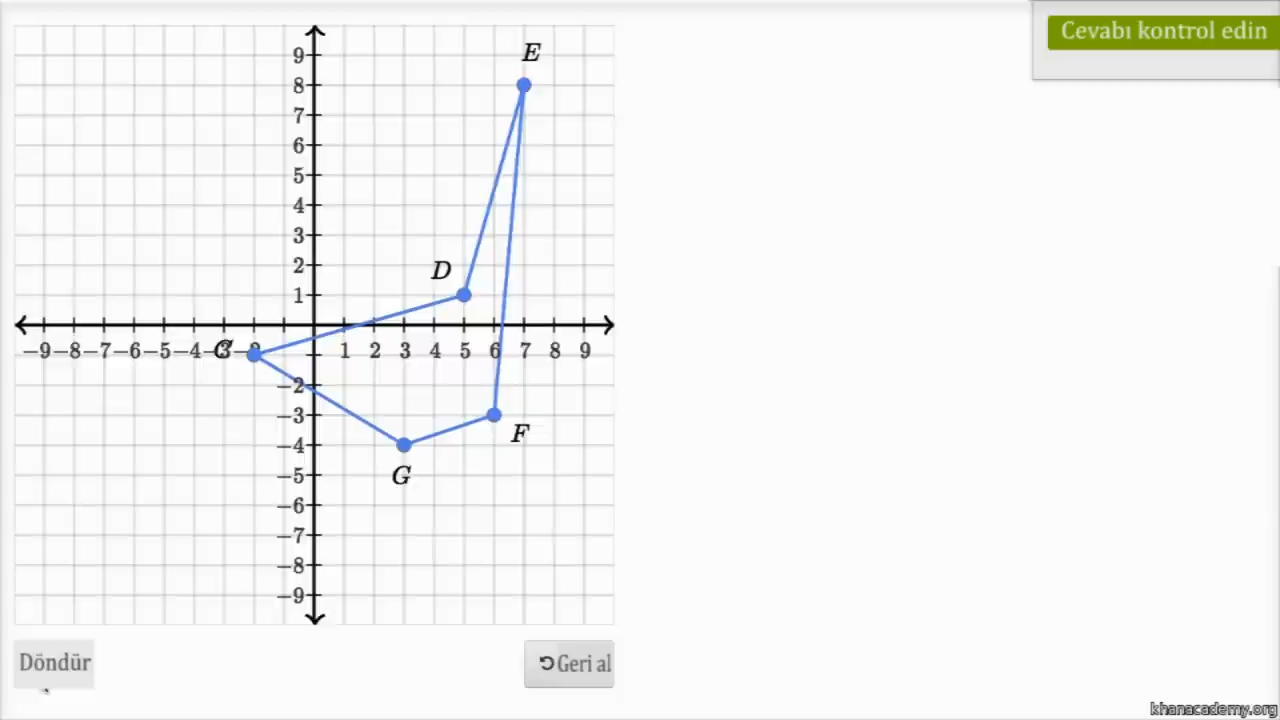 Cevabı kontrol edin
E
9
8
7
6
5
4
3
D
2
1
−9 −8 −7 −6 −5 −4 −3 C 1 2 3 4 5 6 7 8 9
−2
−3
F
−4
G
−5
−6
−7
−8
−9
Döndür
Geri al
khanacademy.org